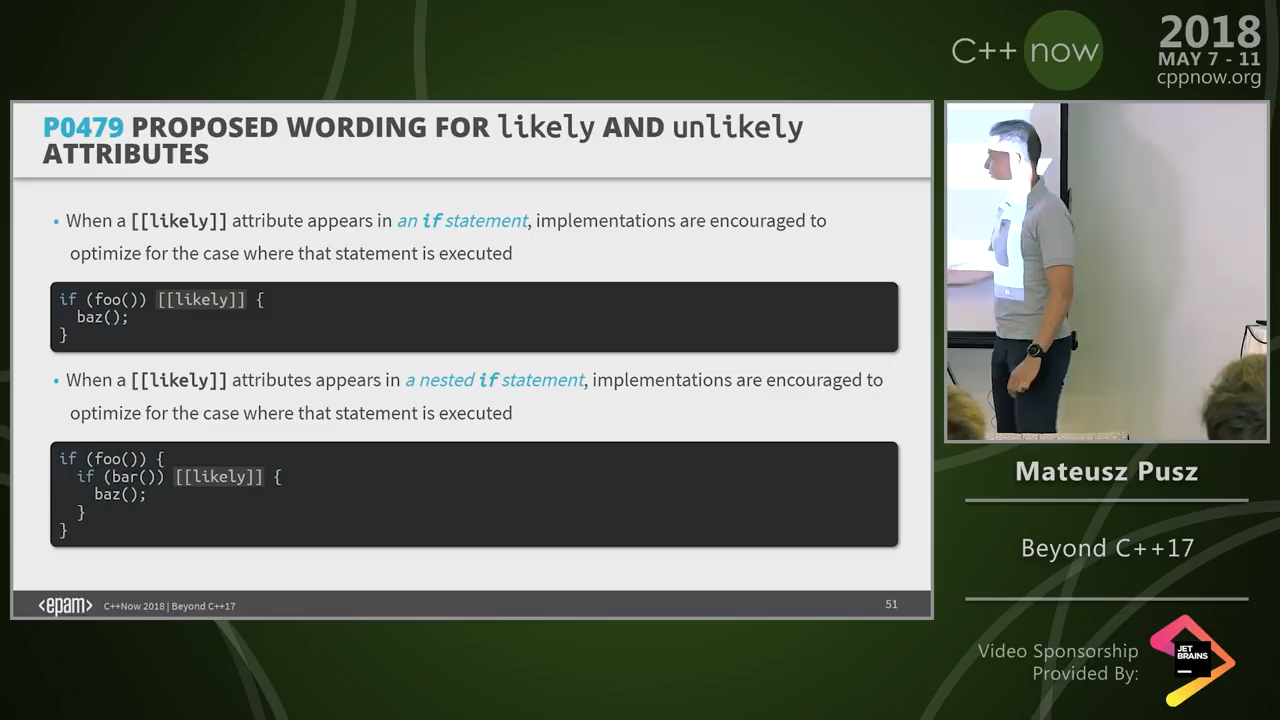 C++ now
2018
MAY 7 - 11
cppnow.org
P0479 PROPOSED WORDING FOR likely AND unlikely
ATTRIBUTES
• When a [[likely]] attribute appears in an if statement, implementations are encouraged to
optimize for the case where that statement is executed
if (foo()) [[likely]] {
baz();
}
• When a [[likely]] attributes appears in a nested if statement, implementations are encouraged to
optimize for the case where that statement is executed
if (foo()) {
if (bar()) [[likely]] {
baz();
}
}
<epam> C++Now 2018 | Beyond C++17
51
Mateusz Pusz
Beyond C++17
Video Sponsorship
Provided By:
JET
BRAINS